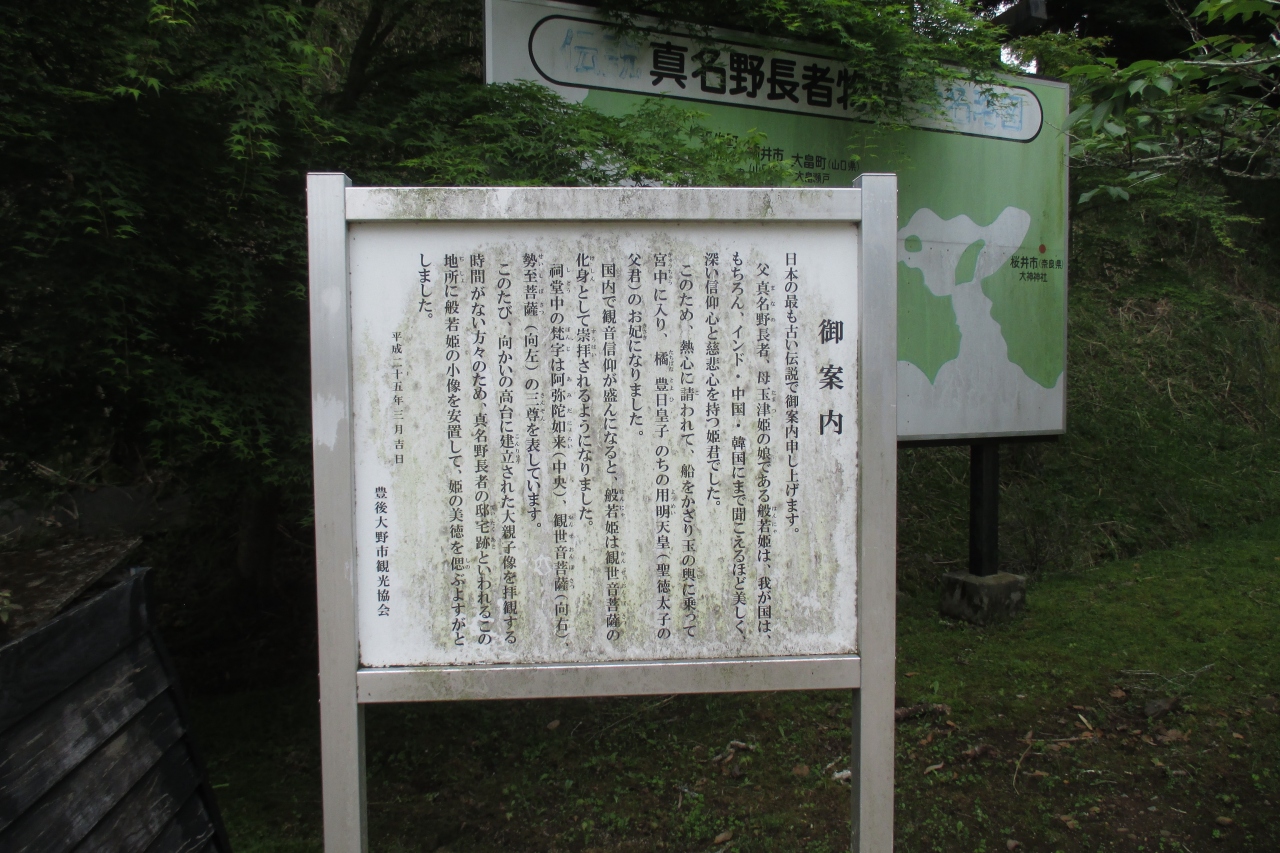 御案内
日本の最も古い伝説で御案内申し上げます。
父 真名野長者、母 玉津姫の娘である般若姫は、我が国は、
もちろん、インド・中国・韓国にまで聞こえるほど美しく、
深い信仰心と慈悲心を持つ姫君でした。
このため、熱心に請われて、船をかざり玉の輿に乗って
宮中に入り、橘 豊日皇子 のちの用明天皇(聖徳太子の
父君)のお妃になりました。
国内で観音信仰が盛んになると、般若姫は観世音菩薩の
化身として崇拝されるようになりました。
祠堂中の梵字は阿弥陀如来(中央)、観世音菩薩(向右)、
勢至菩薩(向左)の三尊を表しています。
このたび、向かいの高台に建立された大親子像を拝観する
時間がない方々のため、真名野長者の邸宅跡といわれるこの
地所に般若姫の小像を安置して、姫の美徳を偲ぶよすがと
しました。
平成二十五年三月吉日
豊後大野市観光協会
伝説 真名野長者物
大畠町(山口県)
大畠瀬戸
桜井市(奈良県)
大神神社